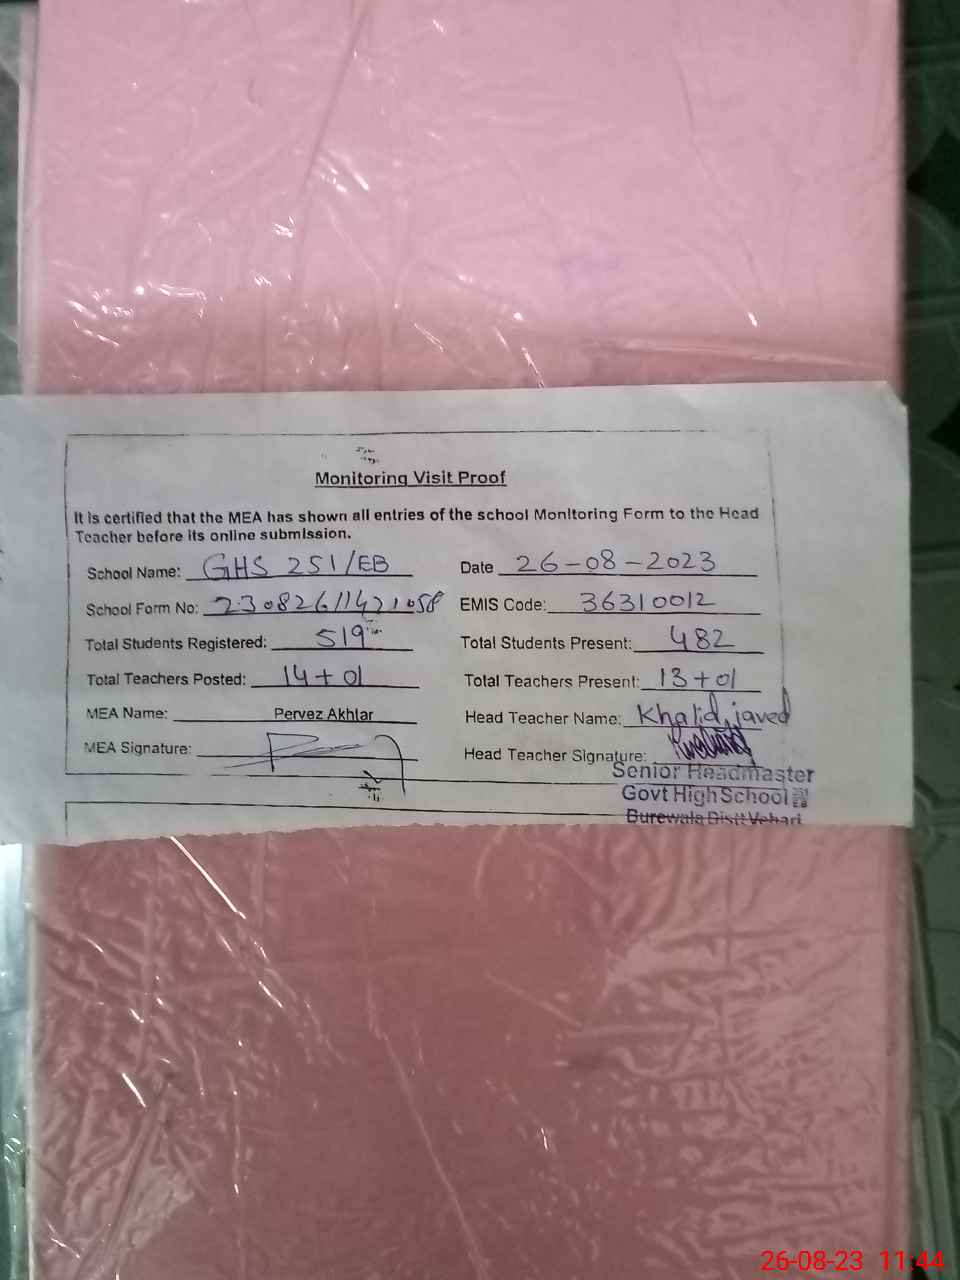 Monitoring Visit Proof
It is certified that the MEA has shown all entries of the school Monitoring Form to the Head
Teacher before its online submission.
School Name: GHS 251/EB Date 26-08-2023
School Form No: 230826111421058 EMIS Code: 36310012
Total Students Registered: 519 Total Students Present: 482
Total Teachers Posted: 14+01 Total Teachers Present: 13+01
MEA Name: Pervez Akhtar Head Teacher Name: Khalid javed
MEA Signature: Head Teacher Signature:
Senior Headmaster
Govt High School
Burewala Distt Vehari
26-08-23 11:44